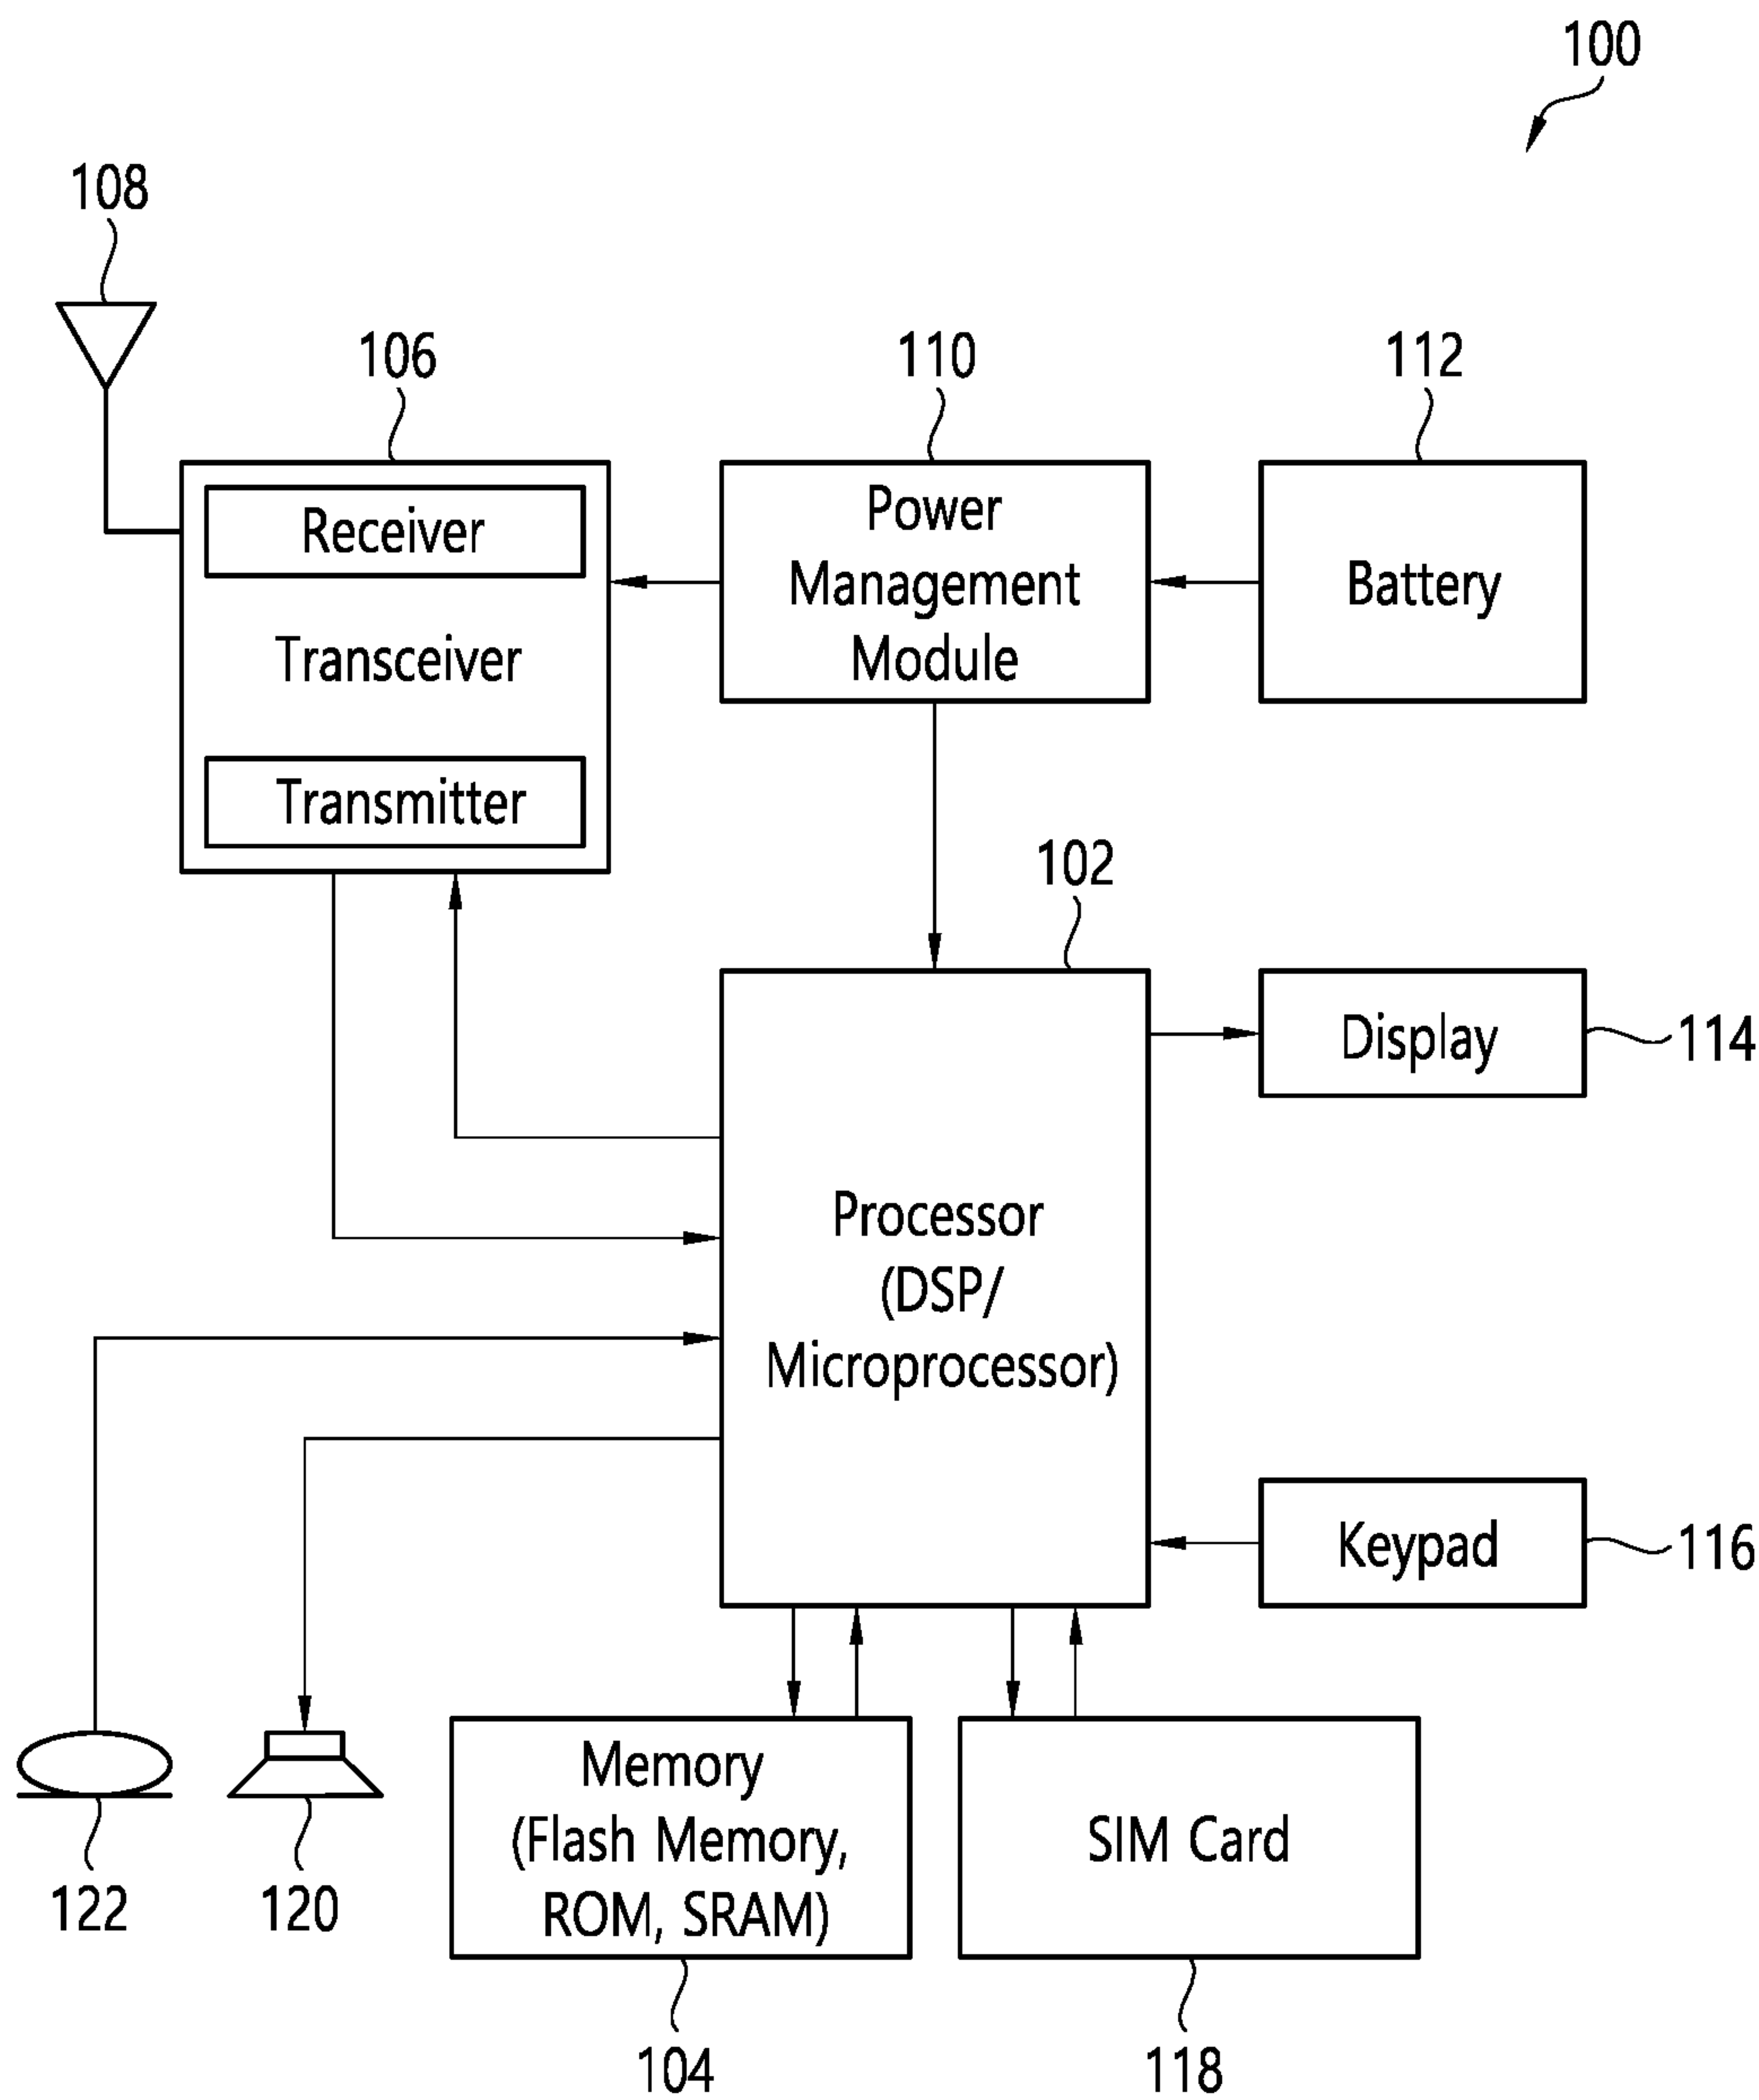 100
108
106
110
112
Receiver
Transceiver
Transmitter
Power
Management
Module
Battery
102
Display
114
Processor
(DSP/
Microprocessor)
Keypad
116
122
120
Memory
(Flash Memory,
ROM, SRAM)
SIM Card
104
118